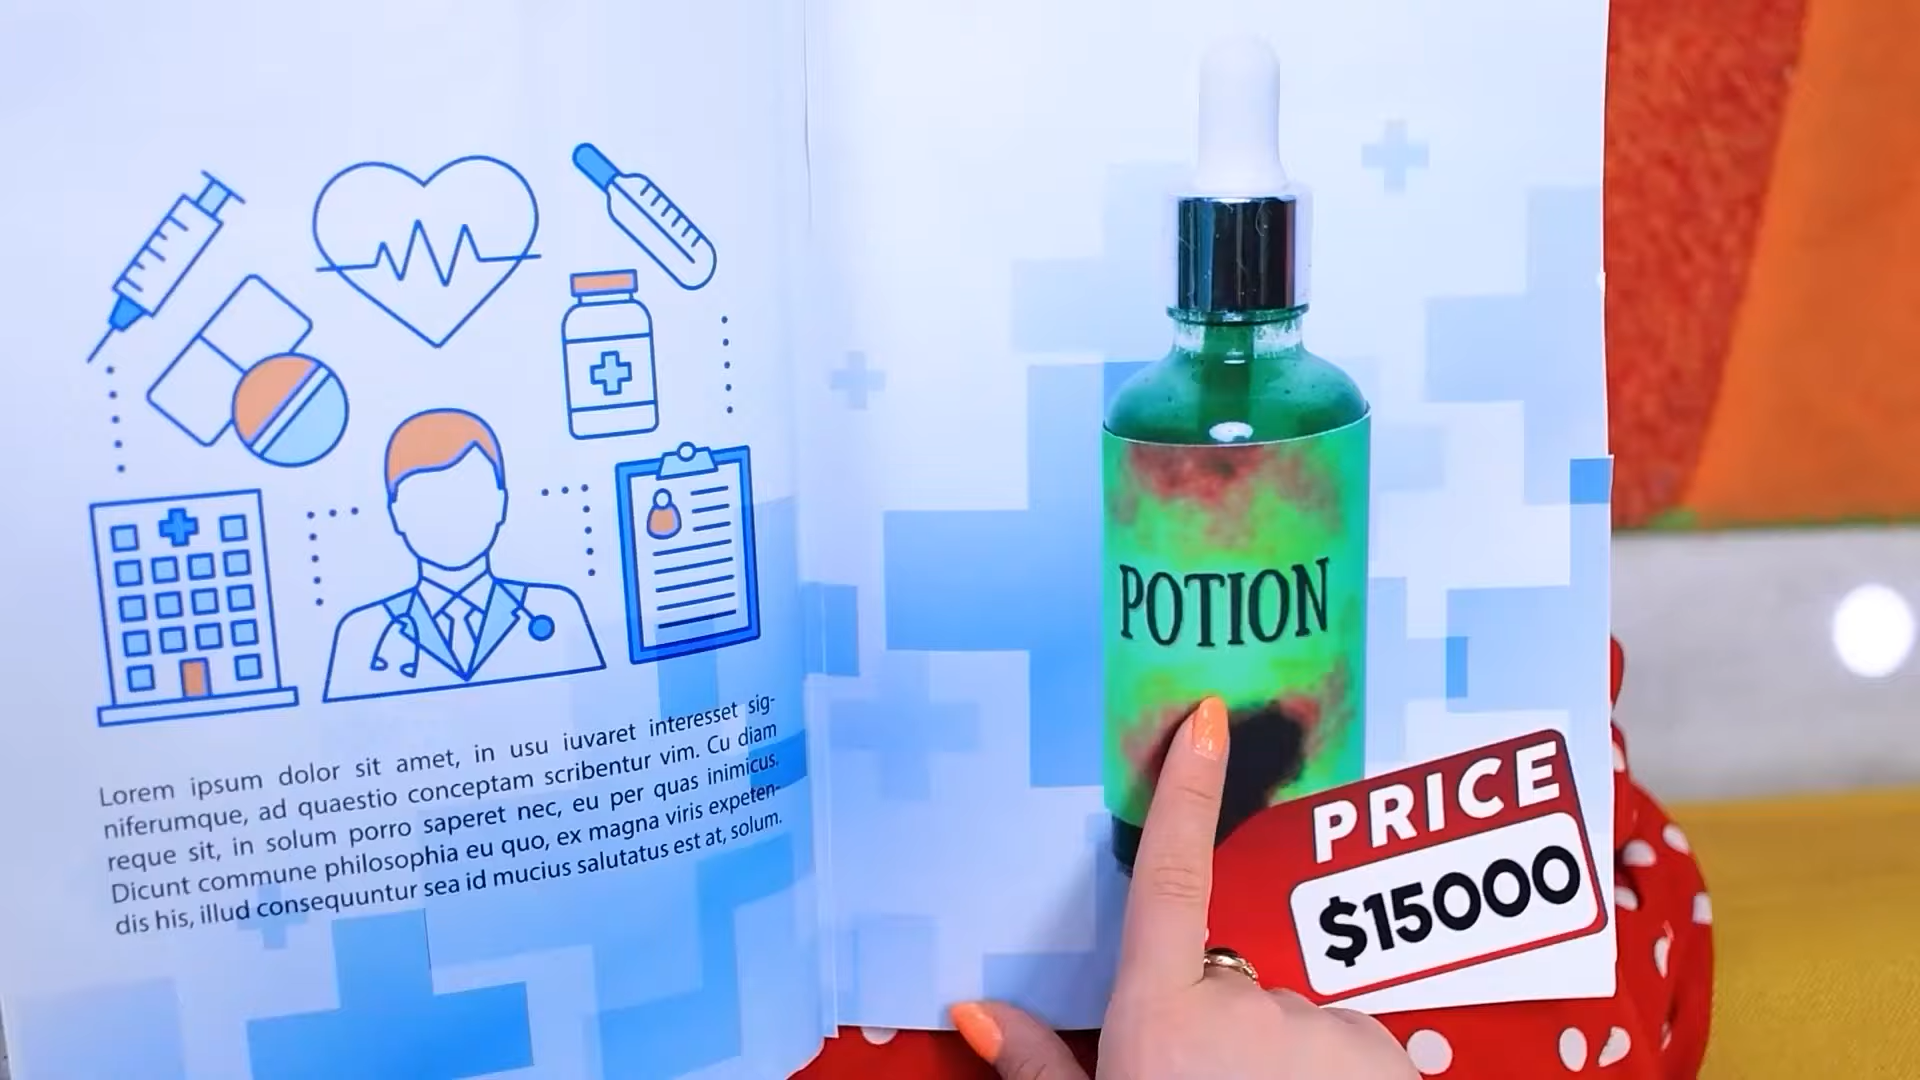 Lorem ipsum dolor sit amet, in usu iuvaret interesset sig-
niferumque, ad quaestio conceptam scribentur vim. Cu diam
reque sit, in solum porro saperet nec, eu per quas inimicus.
Dicunt commune philosophia eu quo, ex magna viris expeten-
dis his, illud consequuntur sea id mucius salutatus est at, solum.
POTION
PRICE
$15000